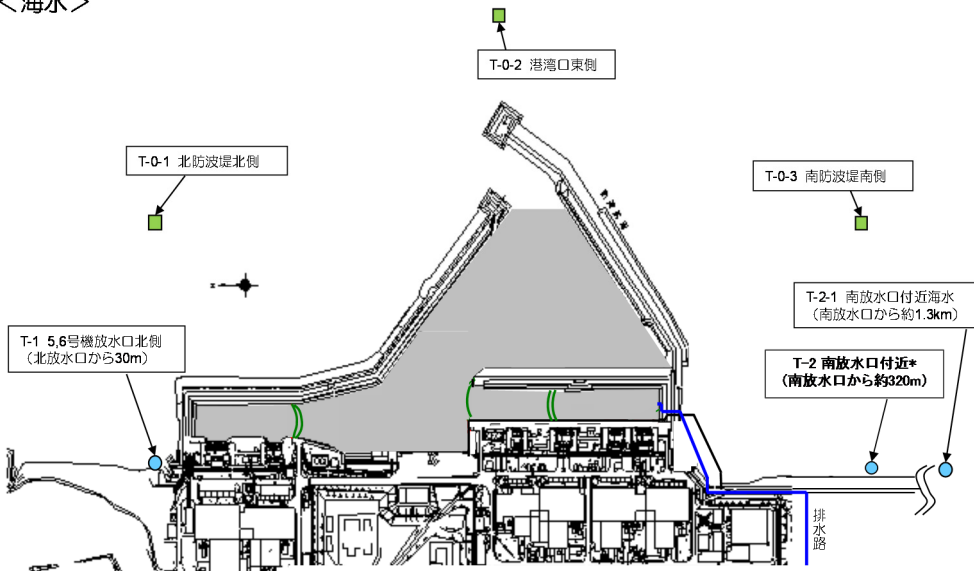 ＜海水＞
T-0-2 港湾口東側
T-0-1 北防波堤北側
T-0-3 南防波堤南側
T-2-1 南放水口付近海水
（南放水口から約1.3km）
T-1 5,6号機放水口北側
（北放水口から30m）
T-2 南放水口付近*
（南放水口から約320m）
排水路